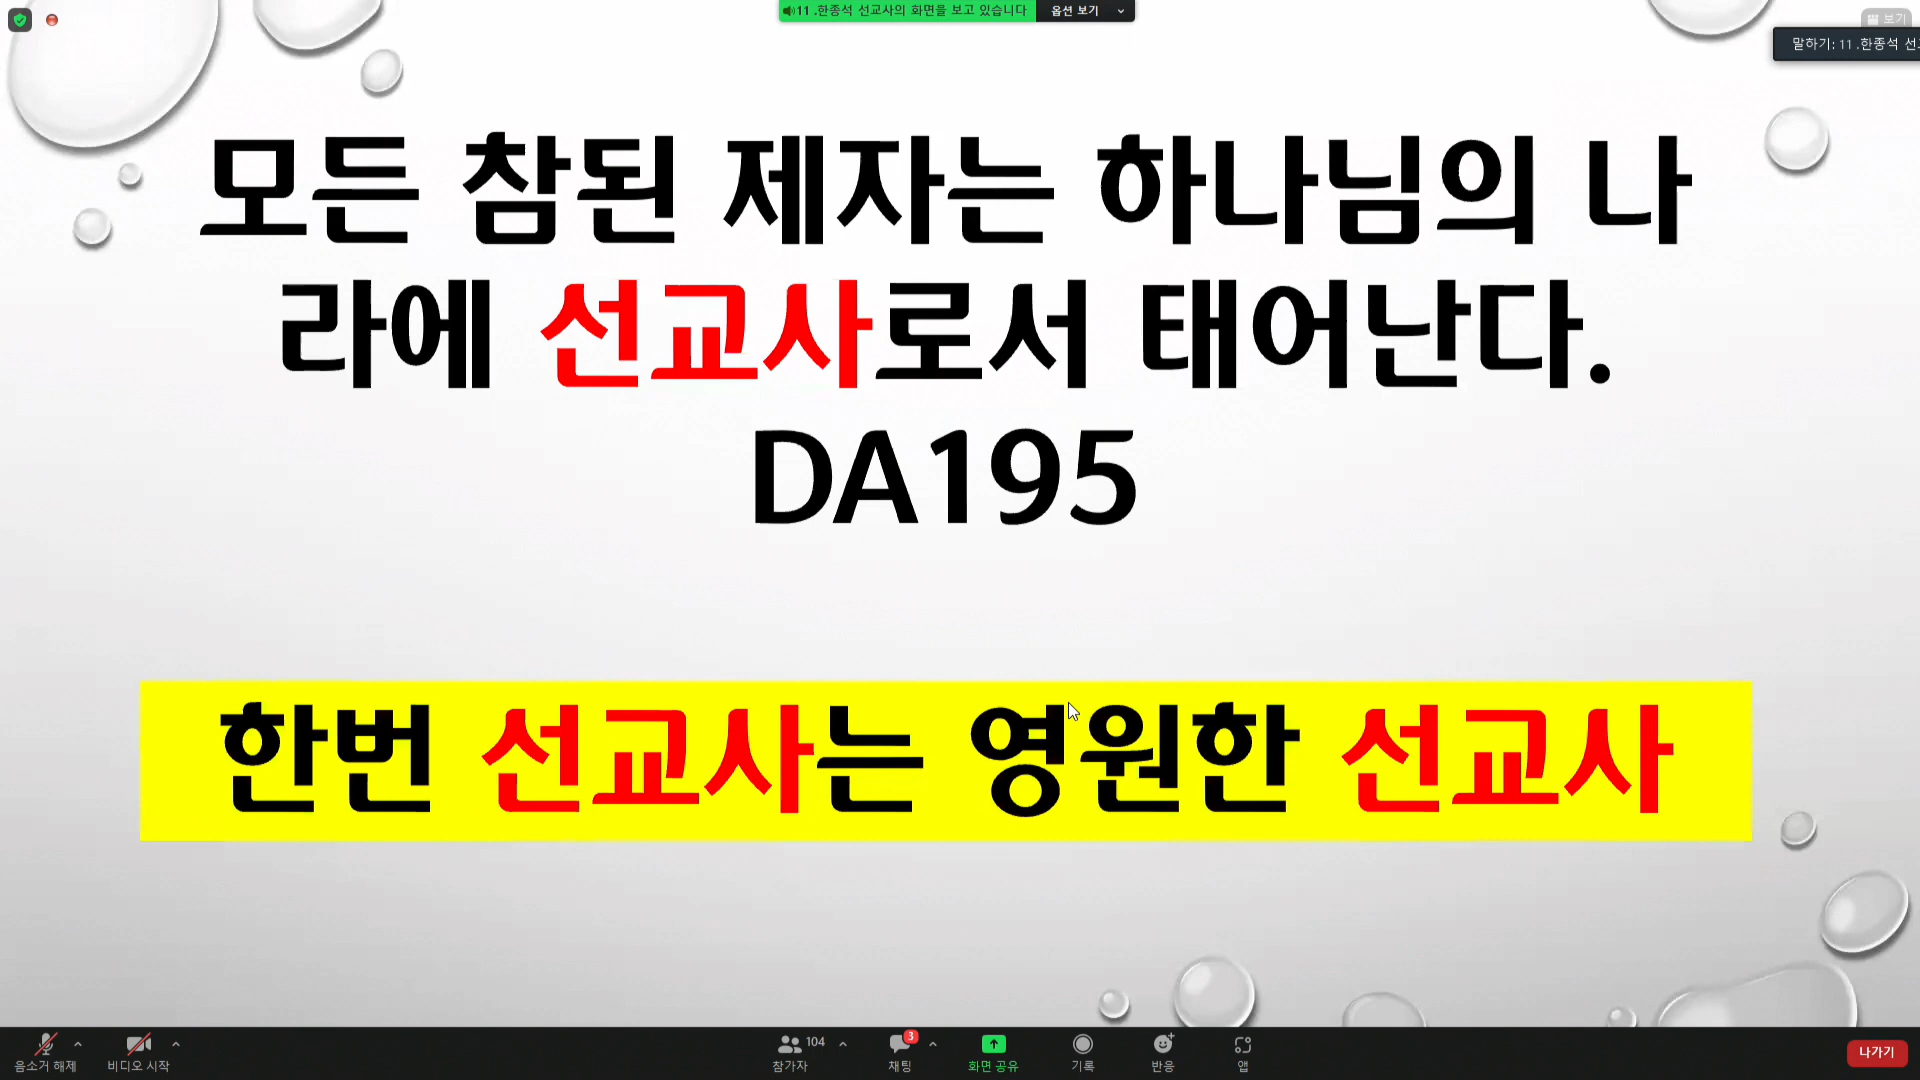 11 .한종석 선교사의 화면을 보고 있습니다 옵션 보기
보기
말하기: 11 .한종석
모든 참된 제자는 하나님의 나
라에 선교사로서 태어난다.
DA195
한번 선교사는 영원한 선교사
음소거 해제
비디오 시작
104
참가자
3
채팅
화면 공유
기록
반응
앱
나가기